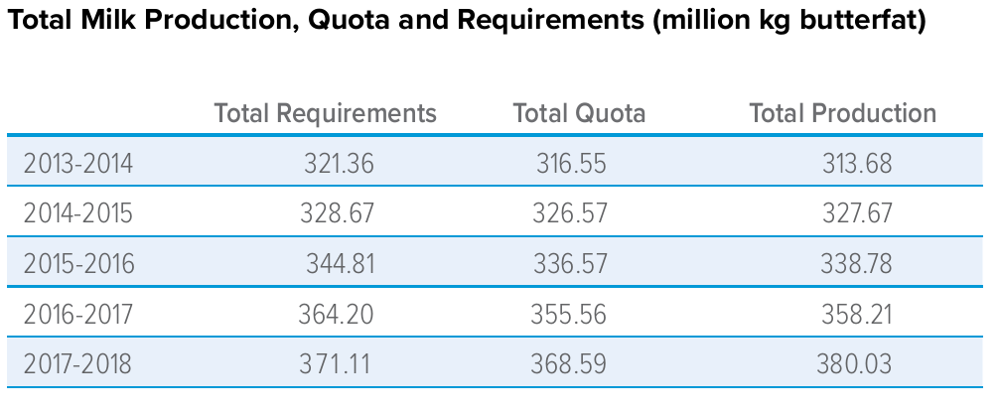 Total Milk Production, Quota and Requirements (million kg butterfat)
Total Requirements Total Quota Total Production
2013-2014 321.36 316.55 313.68
2014-2015 328.67 326.57 327.67
2015-2016 344.81 336.57 338.78
2016-2017 364.20 355.56 358.21
2017-2018 371.11 368.59 380.03